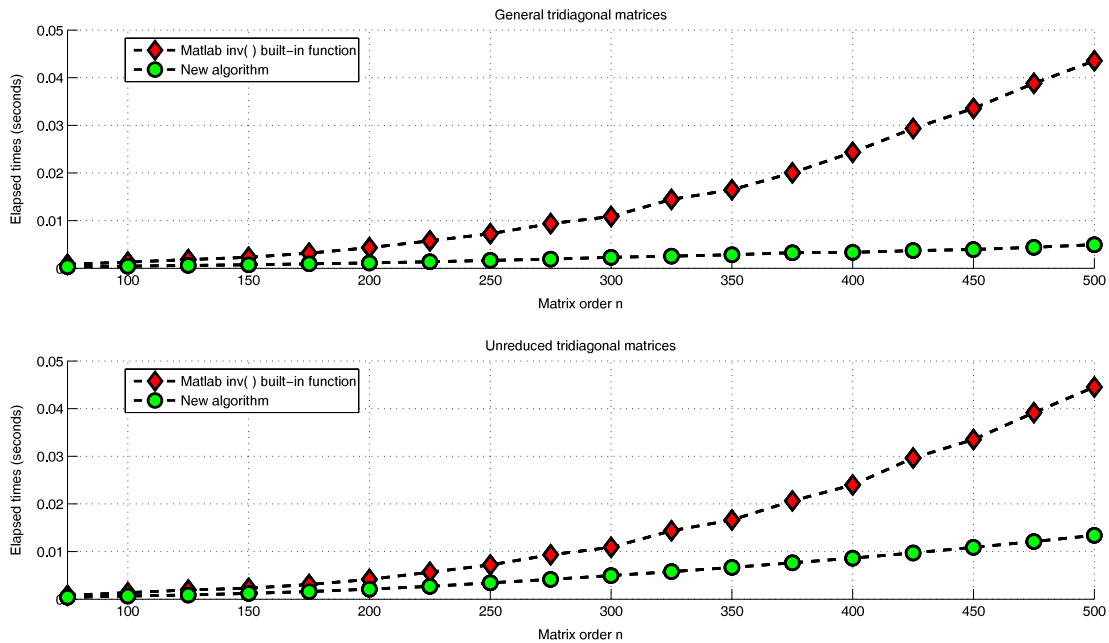 General tridiagonal matrices
0.05
0.04
0.03
0.02
0.01
0
Elapsed times (seconds)
Matlab inv( ) built−in function
New algorithm
100 150 200 250 300 350 400 450 500
Matrix order n
Unreduced tridiagonal matrices
0.05
0.04
0.03
0.02
0.01
0
Elapsed times (seconds)
Matlab inv( ) built−in function
New algorithm
100 150 200 250 300 350 400 450 500
Matrix order n